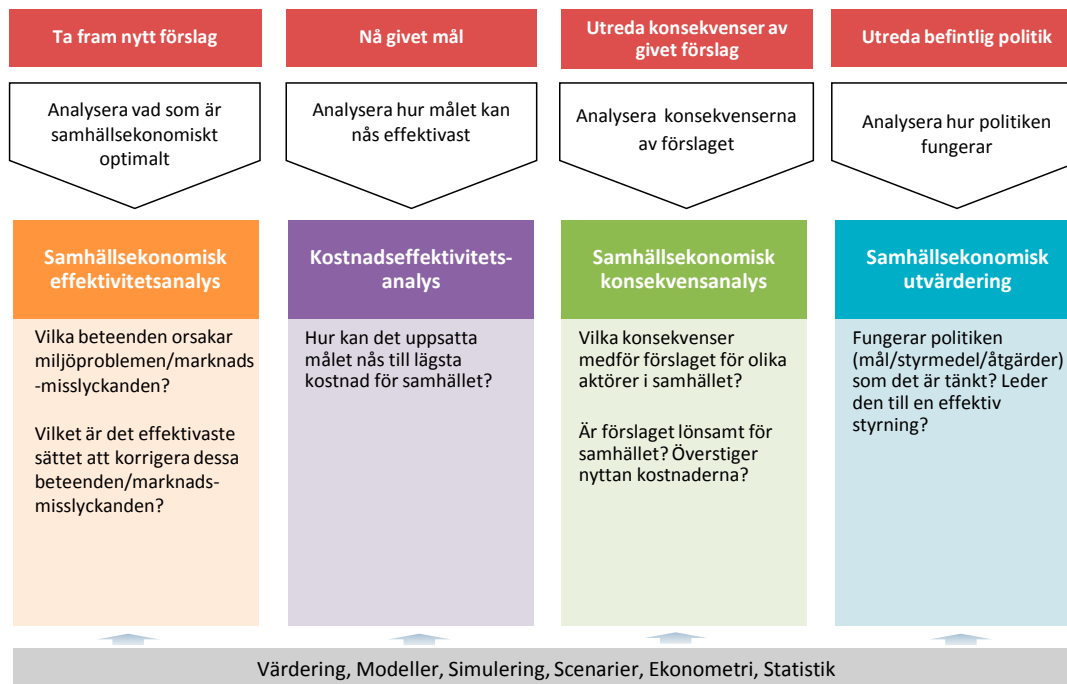 Ta fram nytt förslag
Analysera vad som är
samhällsekonomiskt
optimalt
Samhällsekonomisk
effektivitetsanalys
Vilka beteenden orsakar
miljöproblemen/marknads
-misslyckanden?
Vilket är det effektivaste
sättet att korrigera dessa
beteenden/marknads-
misslyckanden?
Nå givet mål
Analysera hur målet kan
nås effektivast
Kostnadseffektivitets-
analys
Hur kan det uppsatta
målet nås till lägsta
kostnad för samhället?
Utreda konsekvenser av
givet förslag
Analysera konsekvenserna
av förslaget
Samhällsekonomisk
konsekvensanalys
Vilka konsekvenser
medför förslaget för olika
aktörer i samhället?
Är förslaget lönsamt för
samhället? Överstiger
nyttan kostnaderna?
Utreda befintlig politik
Analysera hur politiken
fungerar
Samhällsekonomisk
utvärdering
Fungerar politiken
(mål/styrmedel/åtgärder)
som det är tänkt? Leder
den till en effektiv
styrning?
Värdering, Modeller, Simulering, Scenarier, Ekonometri, Statistik